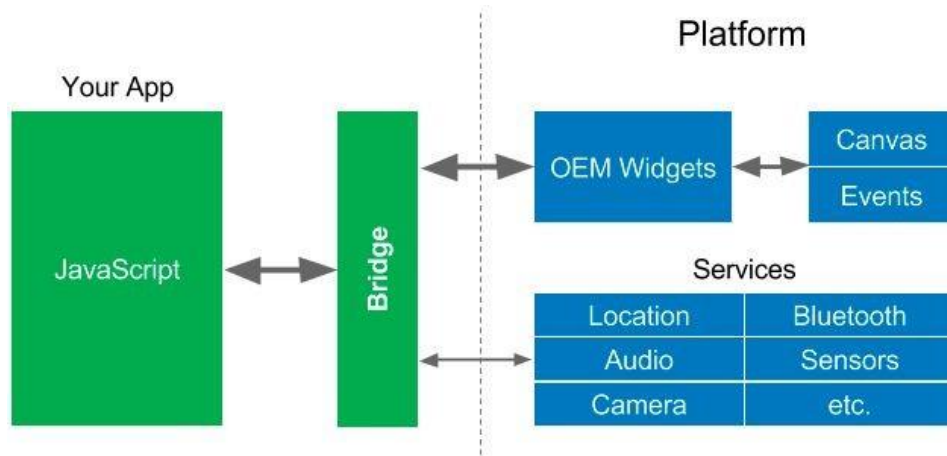 Platform
Your App
JavaScript
Bridge
OEM Widgets
Canvas
Events
Services
Location
Bluetooth
Audio
Sensors
Camera
etc.